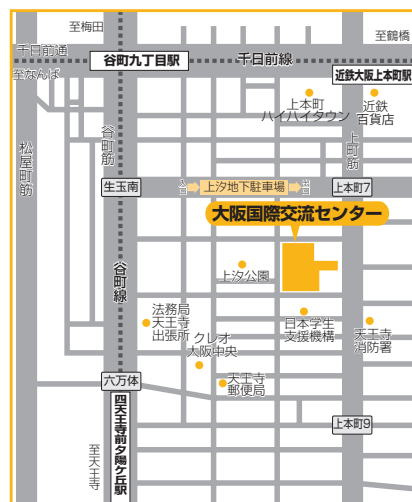 至梅田
至鶴橋
千日前通
谷町九丁目駅
千日前線
至なんば
近鉄大阪上本町駅
上本町
ハイハイタウン
近鉄
百貨店
松屋町筋
谷町筋
上町筋
生玉南
入口
上汐地下駐車場
出口
上本町7
大阪国際交流センター
谷町線
上汐公園
法務局
天王寺
出張所
クレオ
大阪中央
日本学生
支援機構
天王寺
消防署
六万体
天王寺
郵便局
四天王寺前夕陽ケ丘駅
上本町9
至天王寺